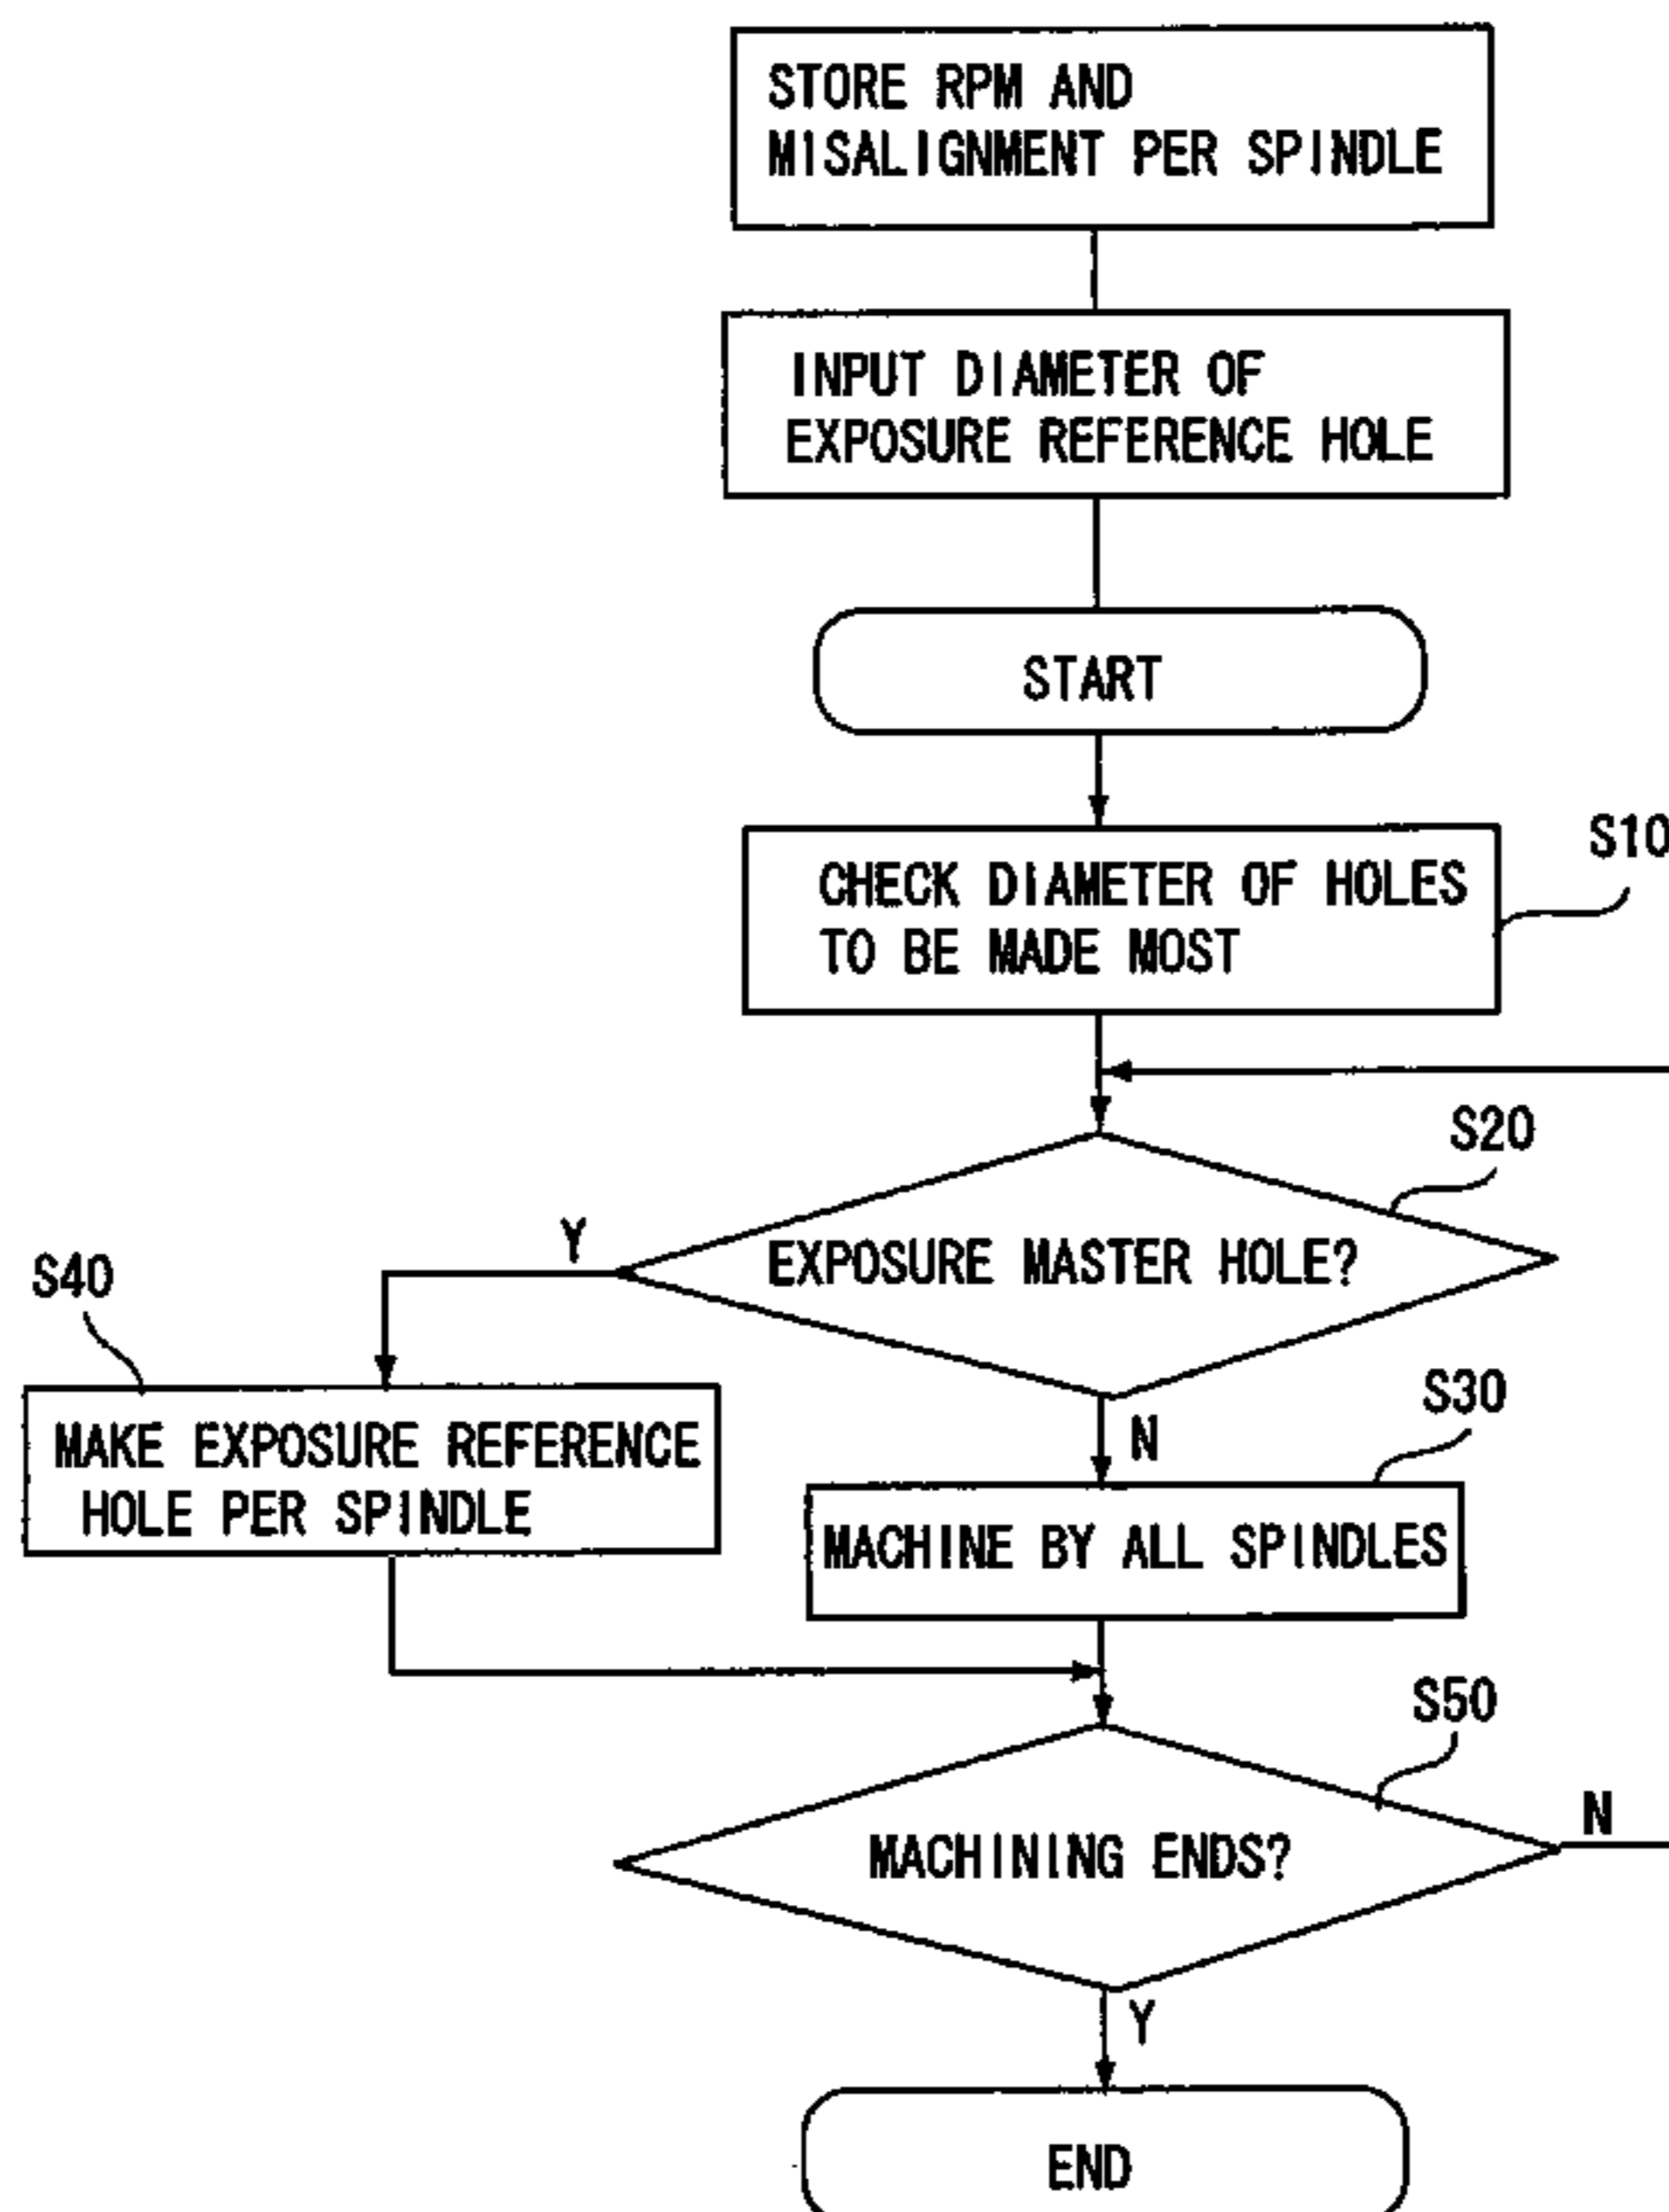 STORE RPM AND
MISALIGNMENT PER SPINDLE
INPUT DIAMETER OF
EXPOSURE REFERENCE HOLE
START
S10
CHECK DIAMETER OF HOLES
TO BE MADE MOST
S20
EXPOSURE MASTER HOLE?
Y
S40
MAKE EXPOSURE REFERENCE
HOLE PER SPINDLE
N
S30
MACHINE BY ALL SPINDLES
S50
MACHINING ENDS?
N
Y
END